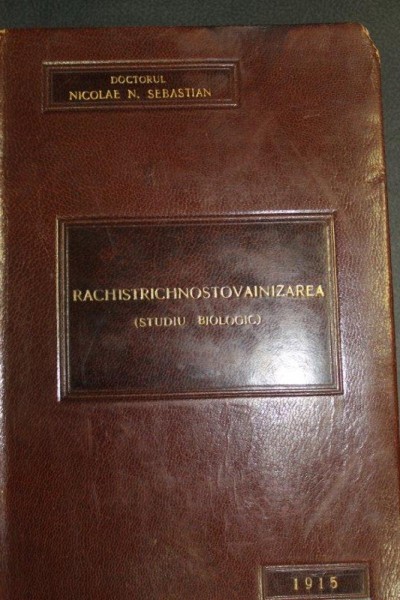 DOCTORUL
NICOLAE N. SEBASTIAN
RACHISTRICHNOSTOVAINIZAREA
(STUDIU BIOLOGIC)
1915